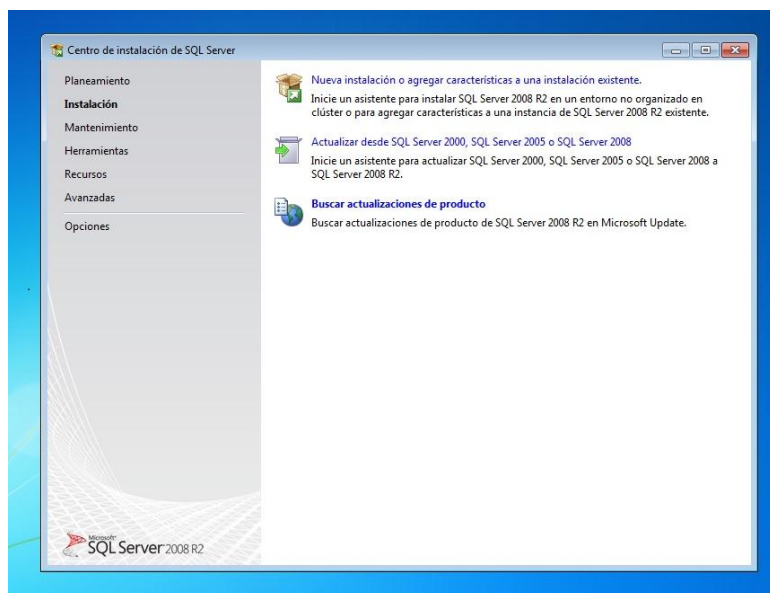 Centro de instalación de SQL Server
Planeamiento
Instalación
Mantenimiento
Herramientas
Recursos
Avanzadas
Opciones
Nueva instalación o agregar características a una instalación existente.
Inicie un asistente para instalar SQL Server 2008 R2 en un entorno no organizado en
clúster o para agregar características a una instancia de SQL Server 2008 R2 existente.
Actualizar desde SQL Server 2000, SQL Server 2005 o SQL Server 2008
Inicie un asistente para actualizar SQL Server 2000, SQL Server 2005 o SQL Server 2008 a
SQL Server 2008 R2.
Buscar actualizaciones de producto
Buscar actualizaciones de producto de SQL Server 2008 R2 en Microsoft Update.
Microsoft
SQL Server 2008 R2